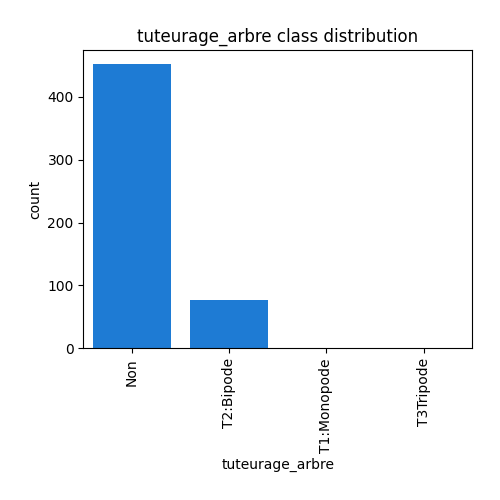 tuteurage_arbre class distribution
400
300
200
100
0
count
Non
T2:Bipode
T1:Monopode
T3Tripode
tuteurage_arbre